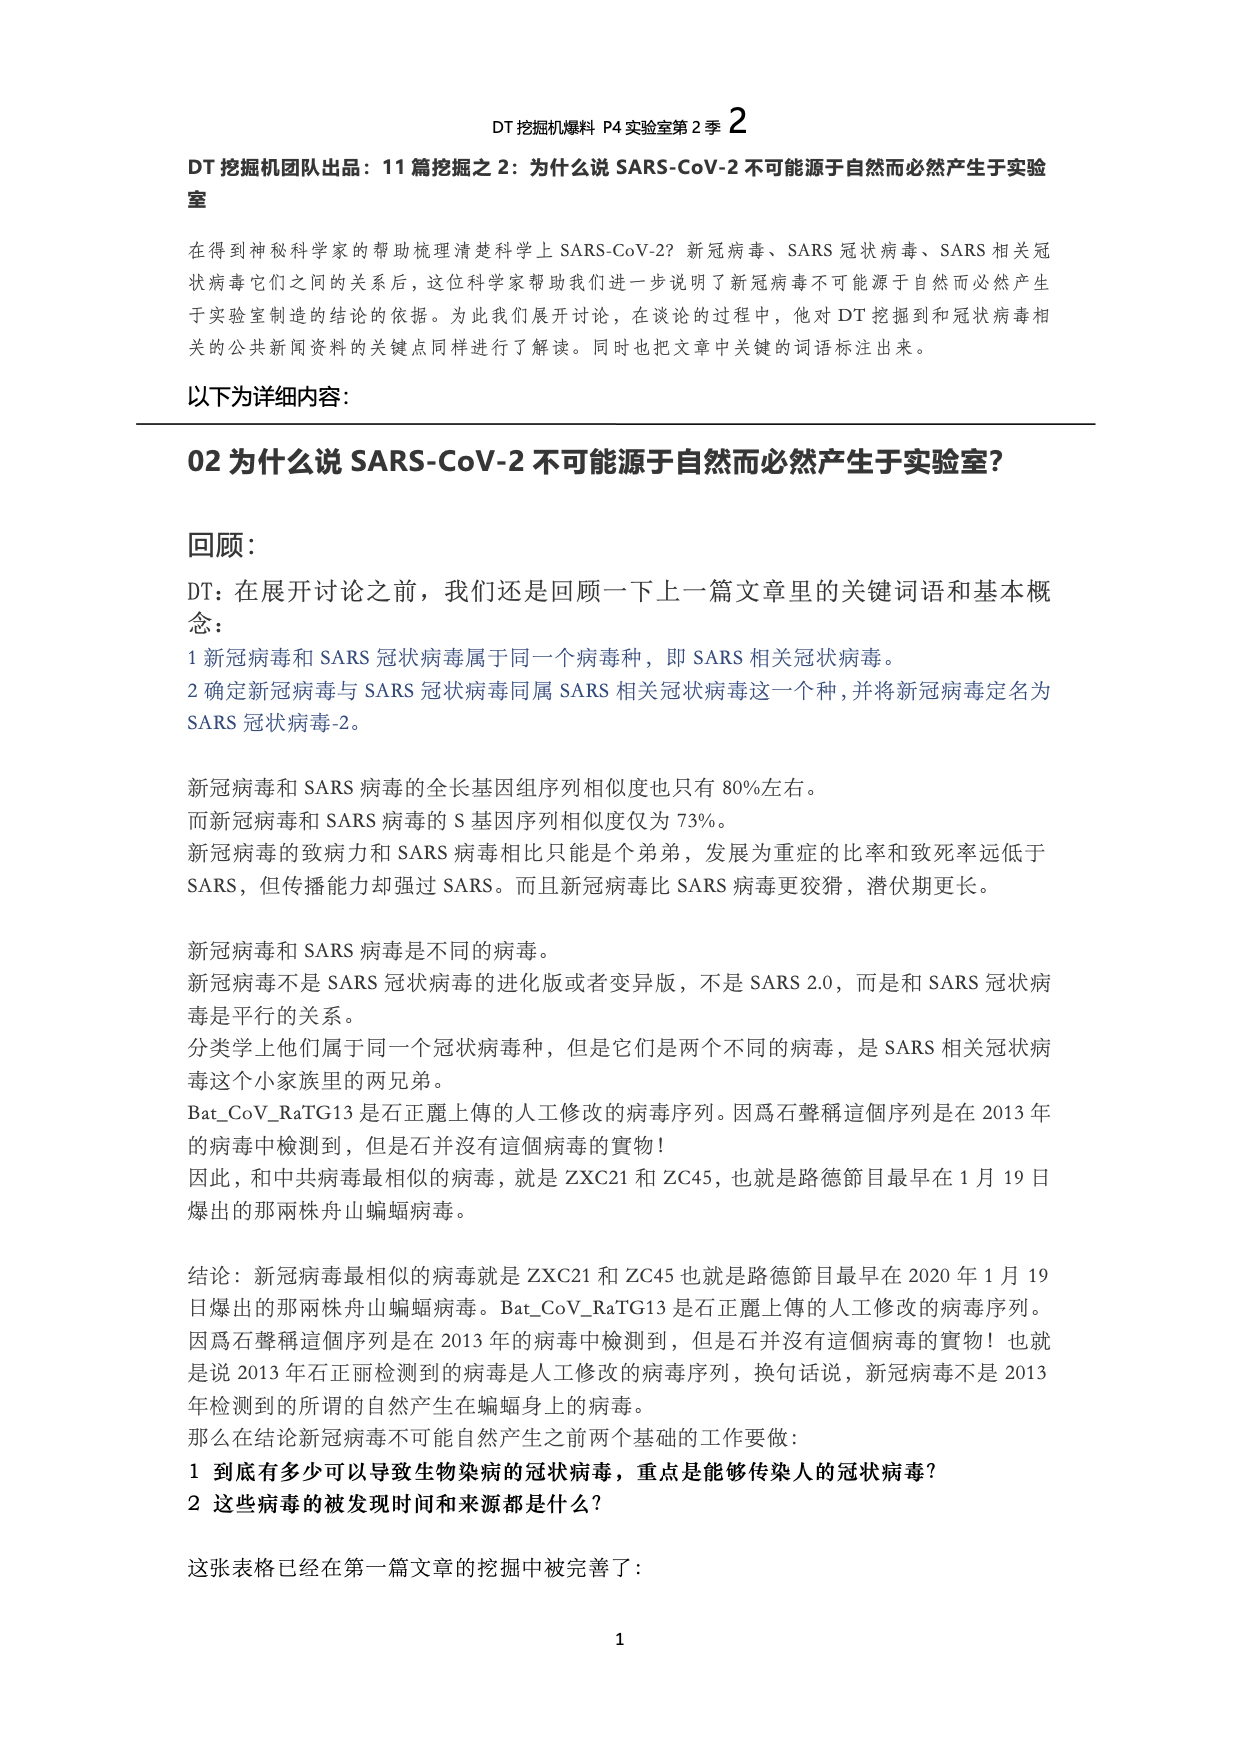 DT 挖掘机爆料 P4 实验室第 2 季 2
DT 挖掘机团队出品：11 篇挖掘之 2：为什么说 SARS-CoV-2 不可能源于自然而必然产生于实验
室
在得到神秘科学家的帮助梳理清楚科学上 SARS-CoV-2？新冠病毒、SARS 冠状病毒、SARS 相关冠
状病毒它们之间的关系后，这位科学家帮助我们进一步说明了新冠病毒不可能源于自然而必然产生
于实验室制造的结论的依据。为此我们展开讨论，在谈论的过程中，他对 DT 挖掘到和冠状病毒相
关的公共新闻资料的关键点同样进行了解读。同时也把文章中关键的词语标注出来。
以下为详细内容：
02 为什么说 SARS-CoV-2 不可能源于自然而必然产生于实验室？
回顾：
DT：在展开讨论之前，我们还是回顾一下上一篇文章里的关键词语和基本概
念：
1 新冠病毒和 SARS 冠状病毒属于同一个病毒种，即 SARS 相关冠状病毒。
2 确定新冠病毒与 SARS 冠状病毒同属 SARS 相关冠状病毒这一个种，并将新冠病毒定名为
SARS 冠状病毒-2。
新冠病毒和 SARS 病毒的全长基因组序列相似度也只有 80%左右。
而新冠病毒和 SARS 病毒的 S 基因序列相似度仅为 73%。
新冠病毒的致病力和 SARS 病毒相比只能是个弟弟，发展为重症的比率和致死率远低于
SARS，但传播能力却强过 SARS。而且新冠病毒比 SARS 病毒更狡猾，潜伏期更长。
新冠病毒和 SARS 病毒是不同的病毒。
新冠病毒不是 SARS 冠状病毒的进化版或者变异版，不是 SARS 2.0，而是和 SARS 冠状病
毒是平行的关系。
分类学上他们属于同一个冠状病毒种，但是它们是两个不同的病毒，是 SARS 相关冠状病
毒这个小家族里的两兄弟。
Bat_CoV_RaTG13 是石正麗上傳的人工修改的病毒序列。因爲石聲稱這個序列是在 2013 年
的病毒中檢測到，但是石并沒有這個病毒的實物！
因此，和中共病毒最相似的病毒，就是 ZXC21 和 ZC45，也就是路德節目最早在 1 月 19 日
爆出的那兩株舟山蝙蝠病毒。
结论：新冠病毒最相似的病毒就是 ZXC21 和 ZC45 也就是路德節目最早在 2020 年 1 月 19
日爆出的那兩株舟山蝙蝠病毒。Bat_CoV_RaTG13 是石正麗上傳的人工修改的病毒序列。
因爲石聲稱這個序列是在 2013 年的病毒中檢測到，但是石并沒有這個病毒的實物！也就
是说 2013 年石正丽检测到的病毒是人工修改的病毒序列，换句话说，新冠病毒不是 2013
年检测到的所谓的自然产生在蝙蝠身上的病毒。
那么在结论新冠病毒不可能自然产生之前两个基础的工作要做：
1 到底有多少可以导致生物染病的冠状病毒，重点是能够传染人的冠状病毒？
2 这些病毒的被发现时间和来源都是什么？
这张表格已经在第一篇文章的挖掘中被完善了：
1